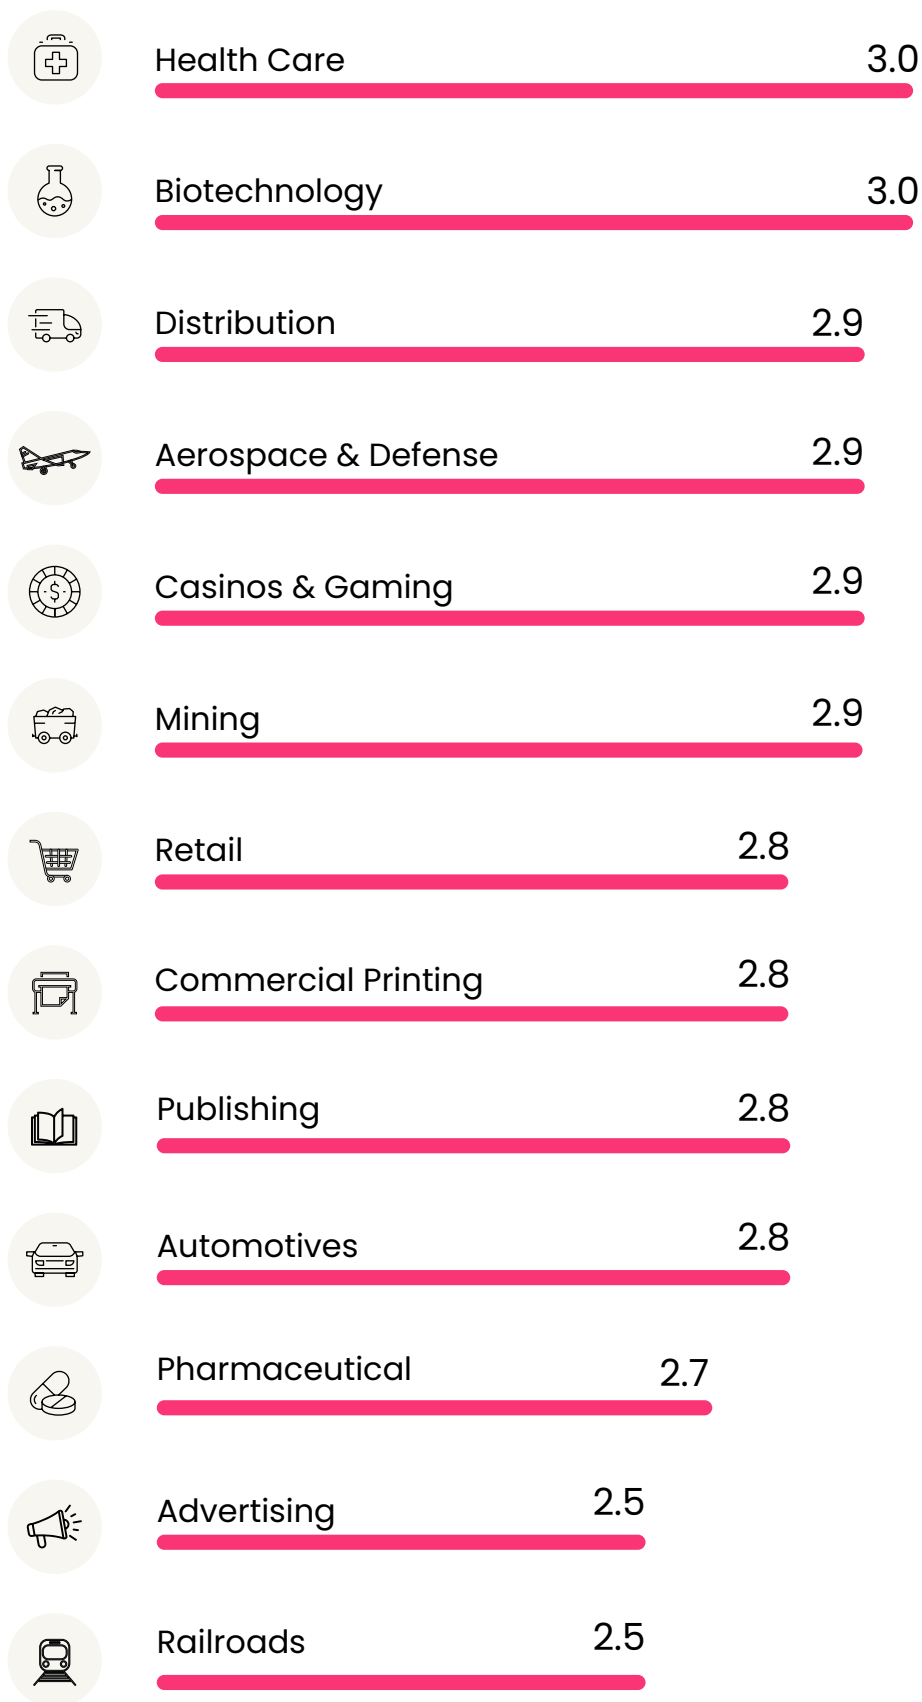 Health Care 3.0
Biotechnology 3.0
Distribution 2.9
Aerospace & Defense 2.9
Casinos & Gaming 2.9
Mining 2.9
Retail 2.8
Commercial Printing 2.8
Publishing 2.8
Automotives 2.8
Pharmaceutical 2.7
Advertising 2.5
Railroads 2.5